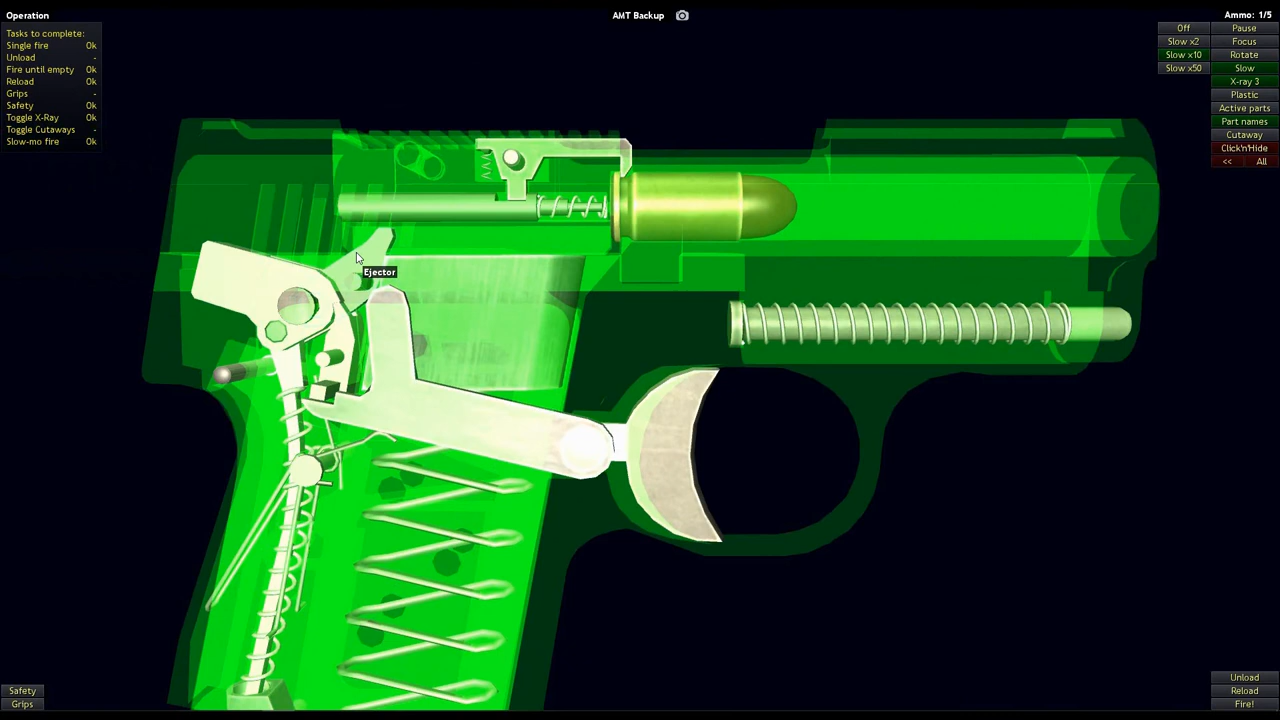 Operation
AMT Backup
Ammo: 1/5
Tasks to complete:
Single fire Ok
Unload -
Fire until empty Ok
Reload Ok
Grips -
Safety Ok
Toggle X-Ray Ok
Toggle Cutaways -
Slow-mo fire Ok
Off Pause
Slow x2 Focus
Slow x10 Rotate
Slow x50 Slow
X-ray 3
Plastic
Active parts
Part names
Cutaway
Click'n'Hide
<< All
Ejector
Safety
Grips
Unload
Reload
Fire!